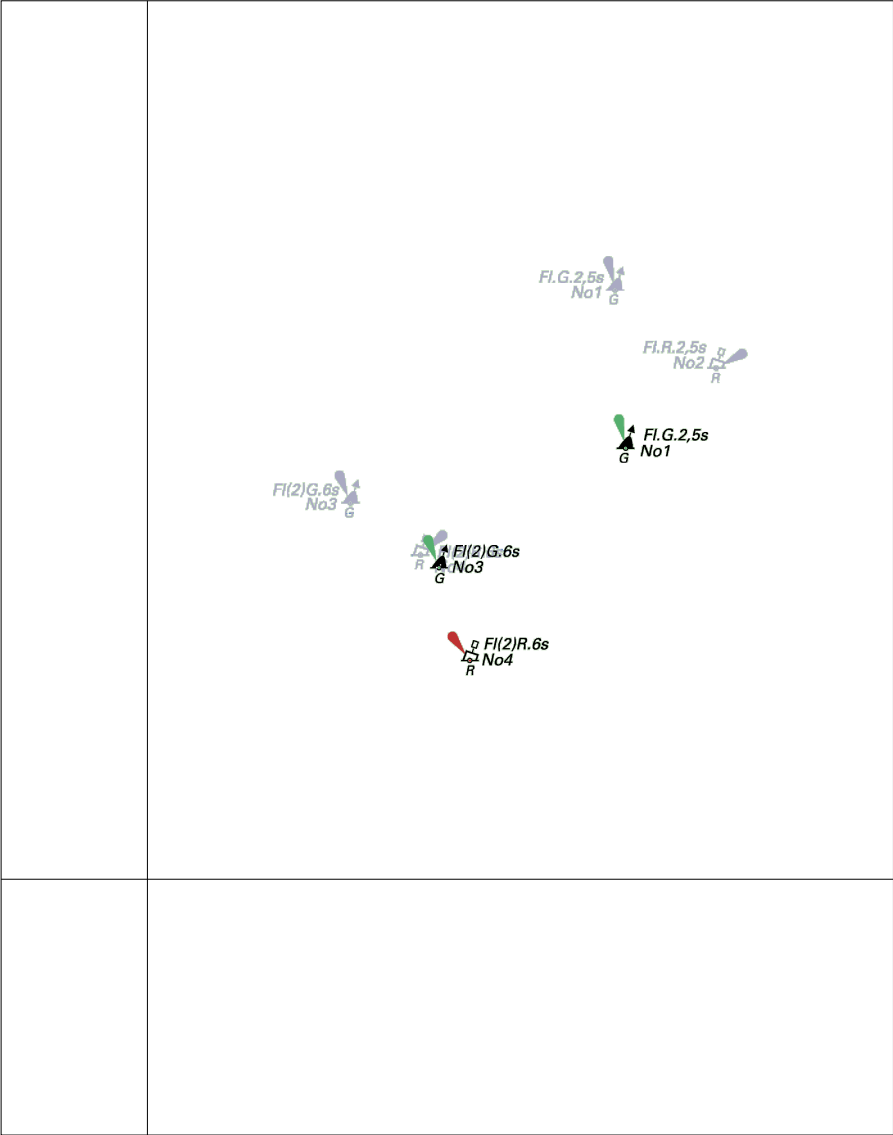 Fl.G.2,5s
No1
G
Fl.R.2,5s
No2
R
Fl.G.2,5s
No1
G
Fl(2)G.6s
No3
G
Fl(2)G.6s
No3
R
G
Fl(2)R.6s
No4
R